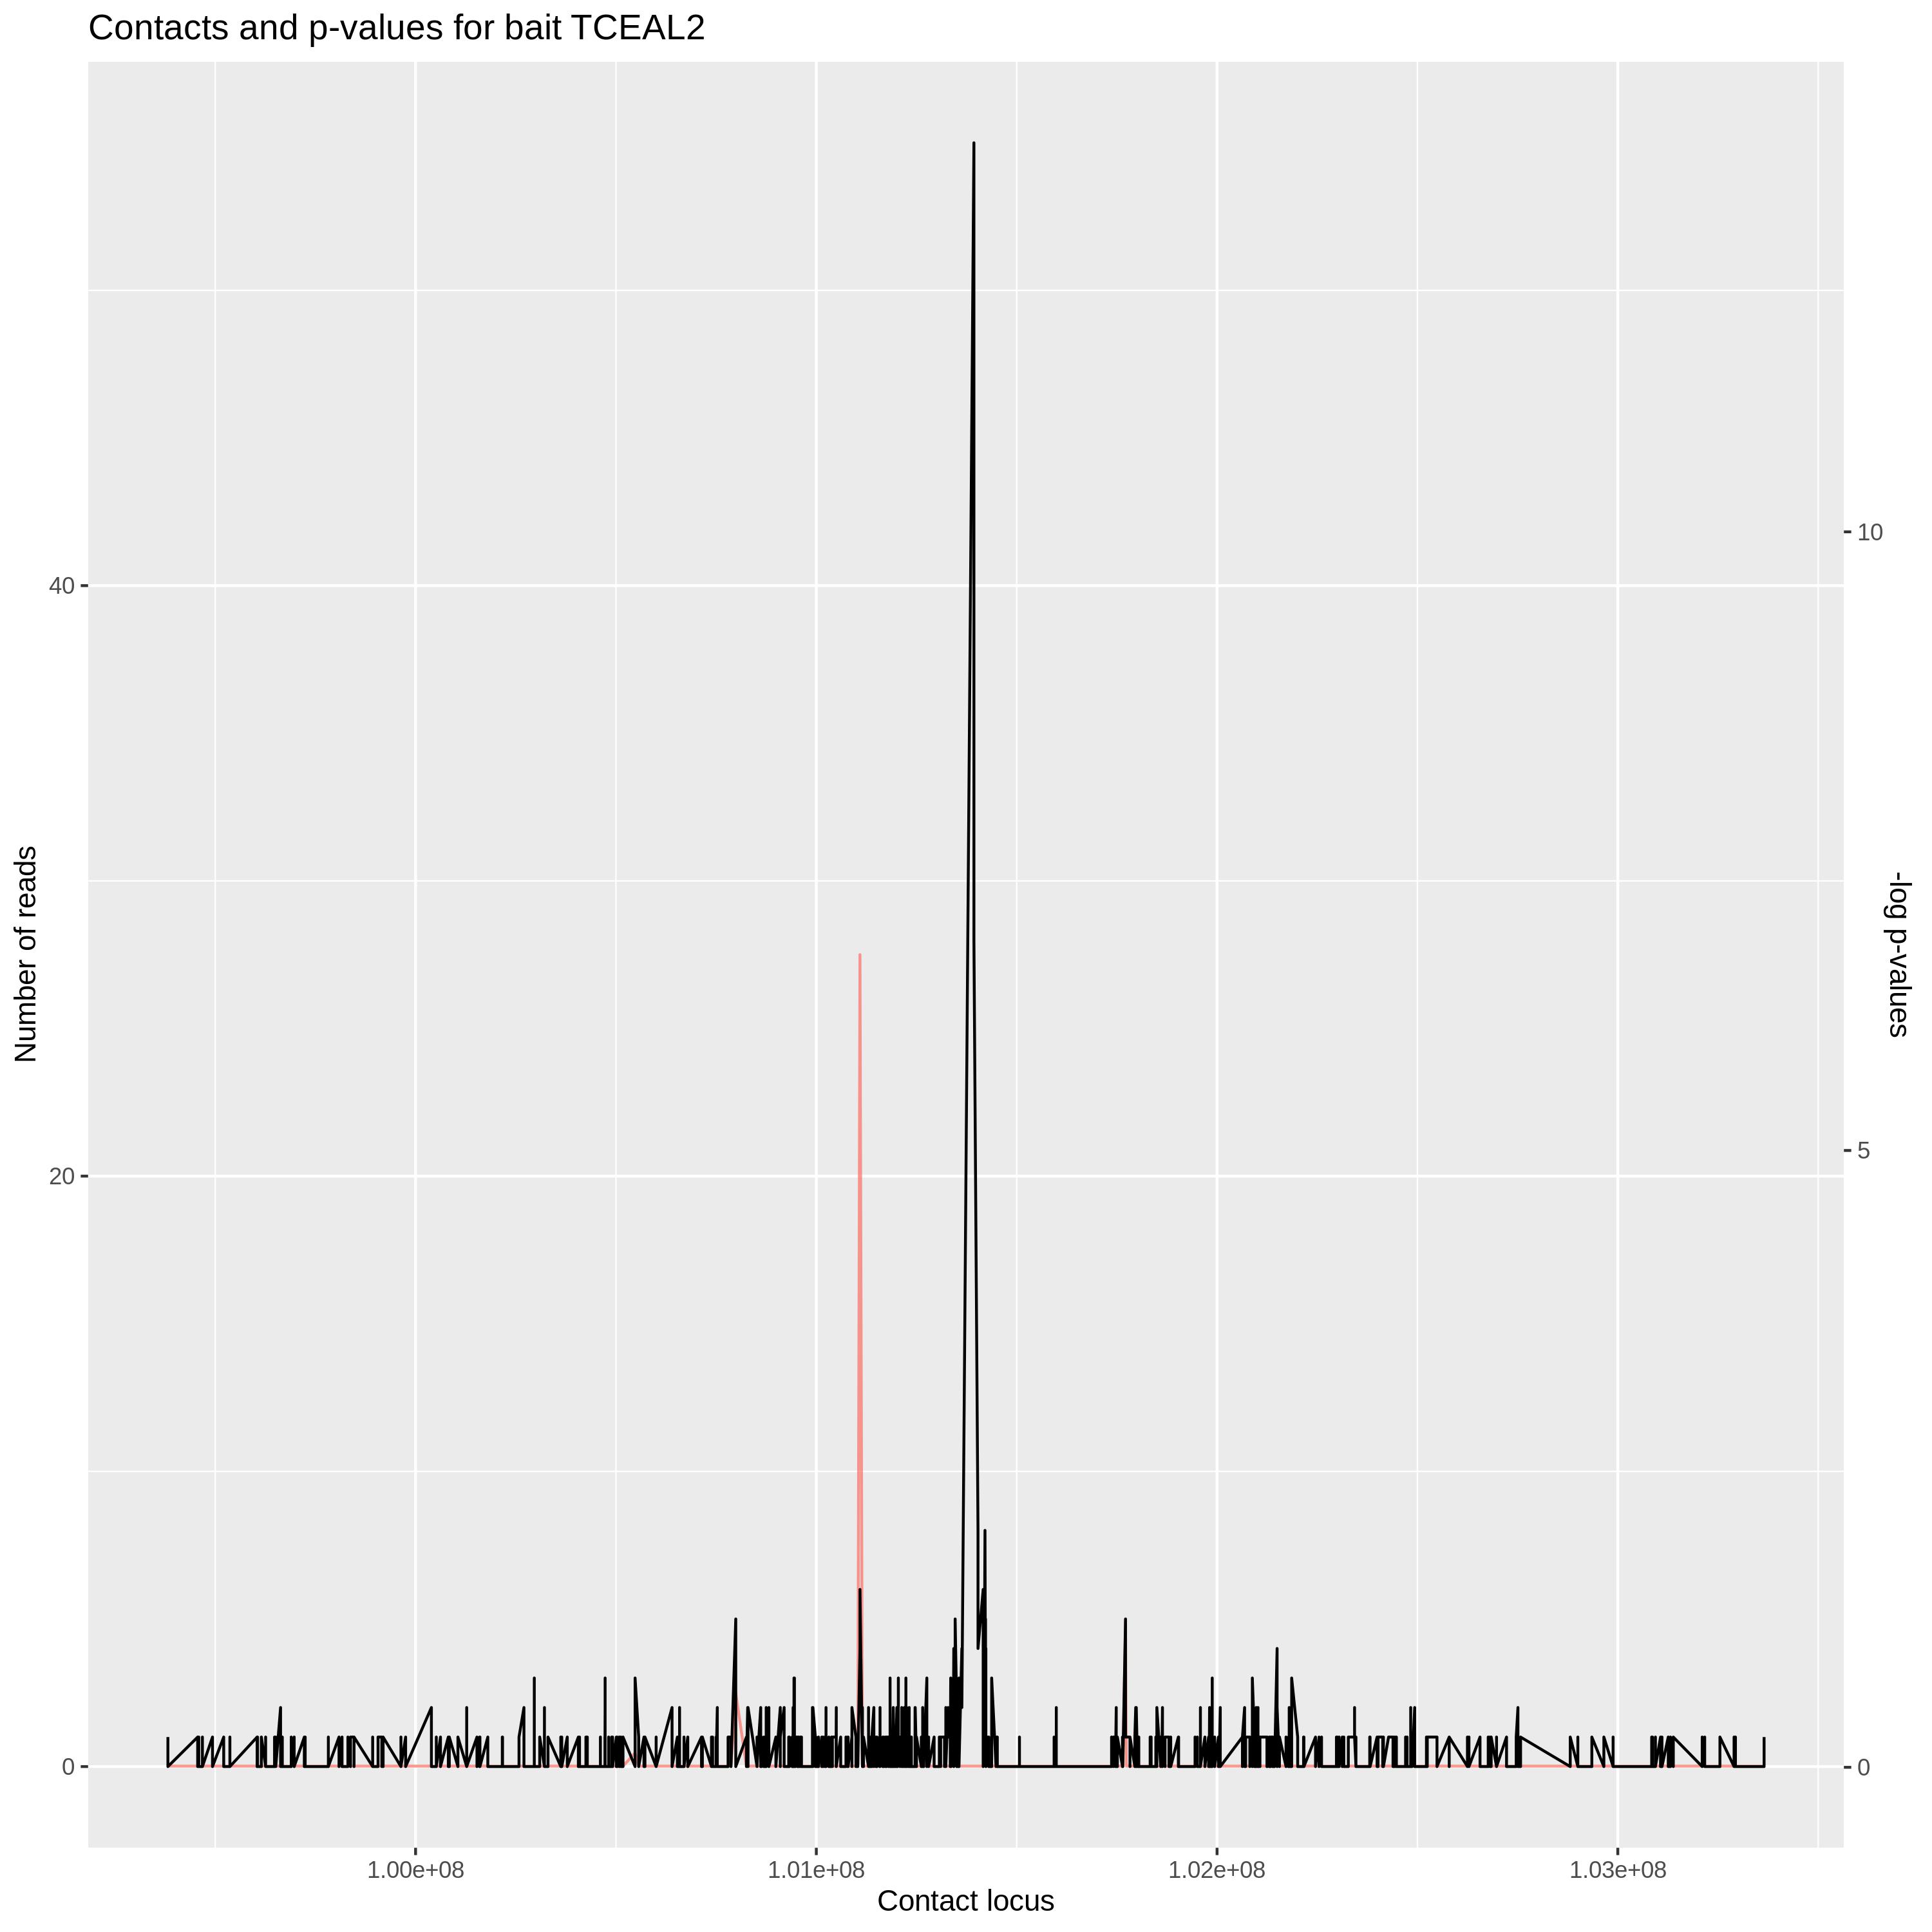 Contacts and p-values for bait TCEAL2
Number of reads
40
20
0
10
5
0
-log p-values
1.00e+08
1.01e+08
1.02e+08
1.03e+08
Contact locus